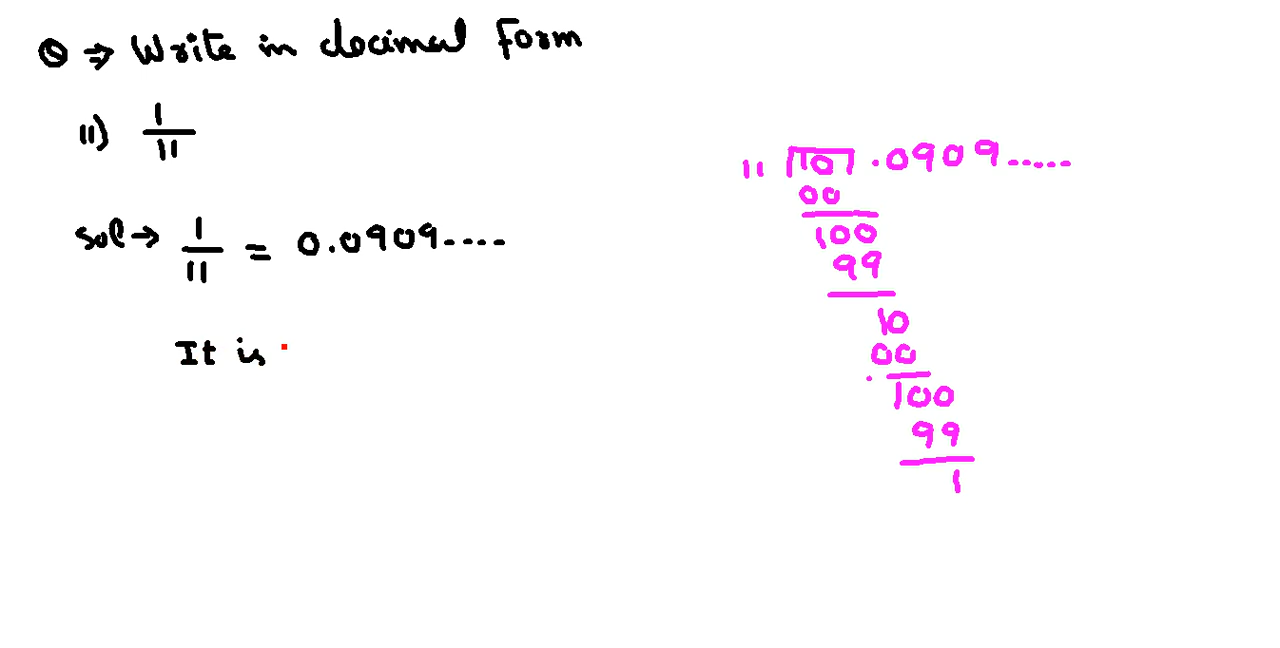 Q ⇒ Write in decimal form
11) 1/11
Sol → 1/11 = 0.0909....
It is
11 10 .0909.....
00
100
99
10
00
100
99
1